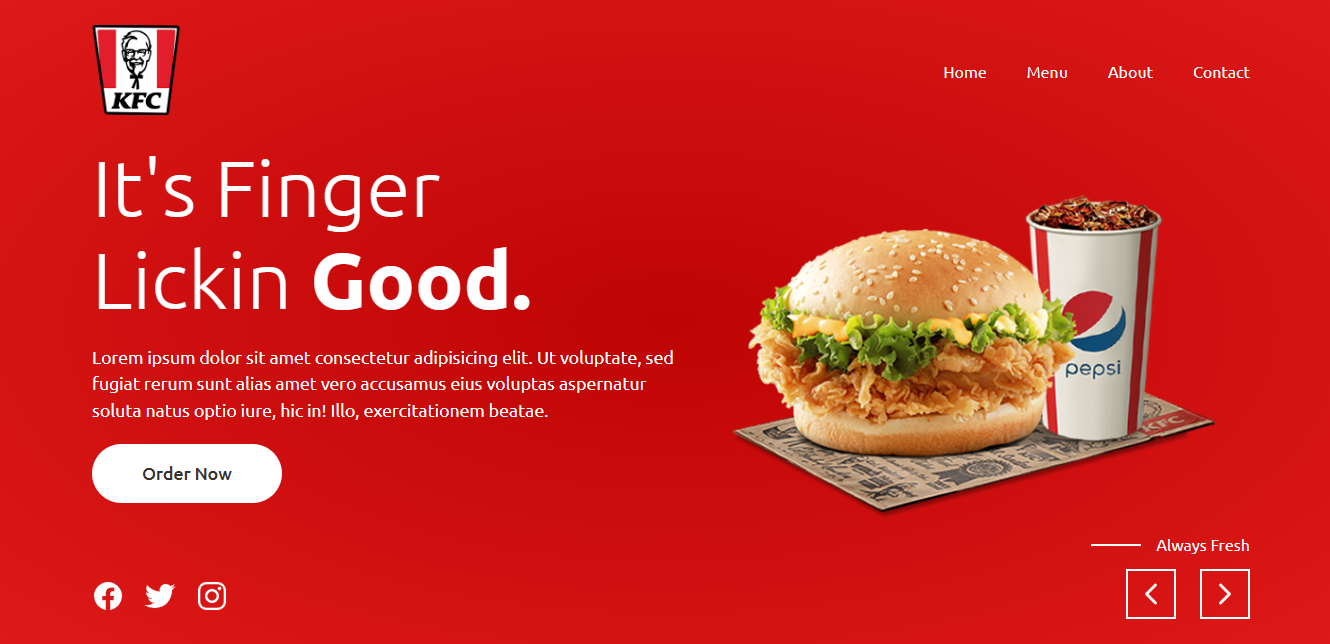 KFC
Home Menu About Contact
It's Finger
Lickin Good.
Lorem ipsum dolor sit amet consectetur adipisicing elit. Ut voluptate, sed
fugiat rerum sunt alias amet vero accusamus eius voluptas aspernatur
soluta natus optio iure, hic in! Illo, exercitationem beatae.
Order Now
pepsi
KFC
Always Fresh